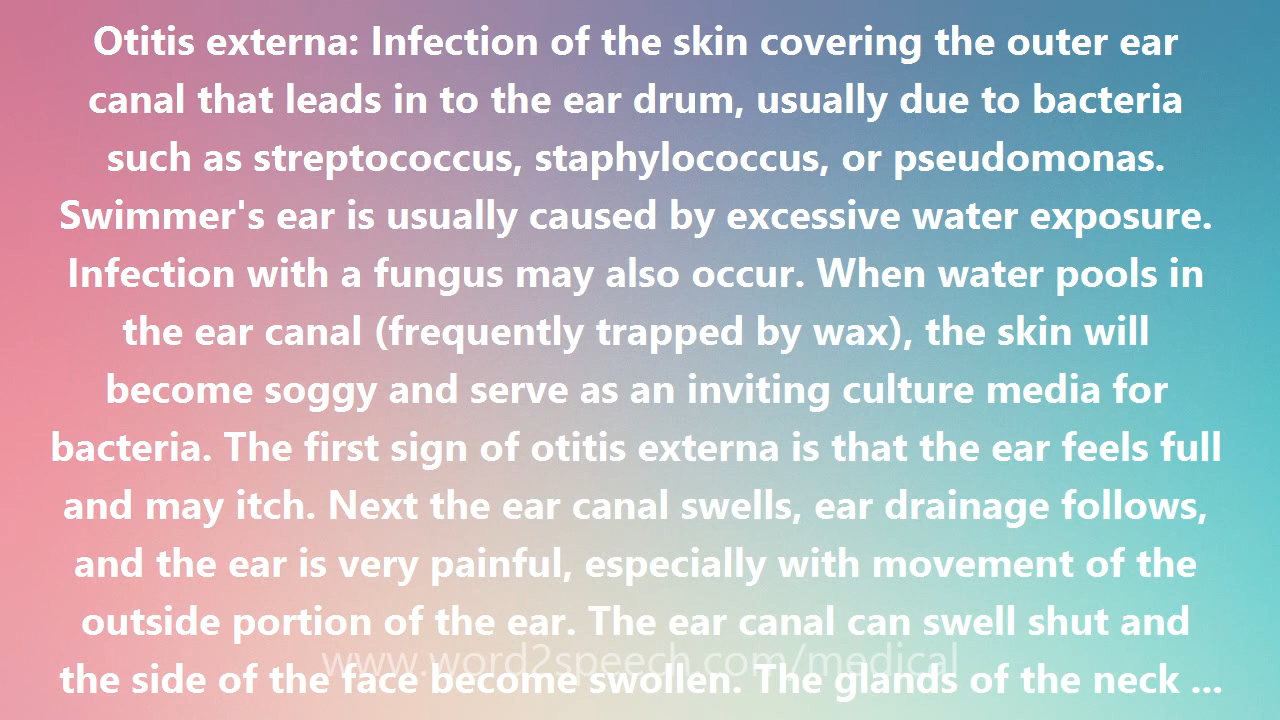 Otitis externa: Infection of the skin covering the outer ear
canal that leads in to the ear drum, usually due to bacteria
such as streptococcus, staphylococcus, or pseudomonas.
Swimmer's ear is usually caused by excessive water exposure.
Infection with a fungus may also occur. When water pools in
the ear canal (frequently trapped by wax), the skin will
become soggy and serve as an inviting culture media for
bacteria. The first sign of otitis externa is that the ear feels full
and may itch. Next the ear canal swells, ear drainage follows,
and the ear is very painful, especially with movement of the
outside portion of the ear. The ear canal can swell shut and
www.word2speech.com/medical
the side of the face become swollen. The glands of the neck ...